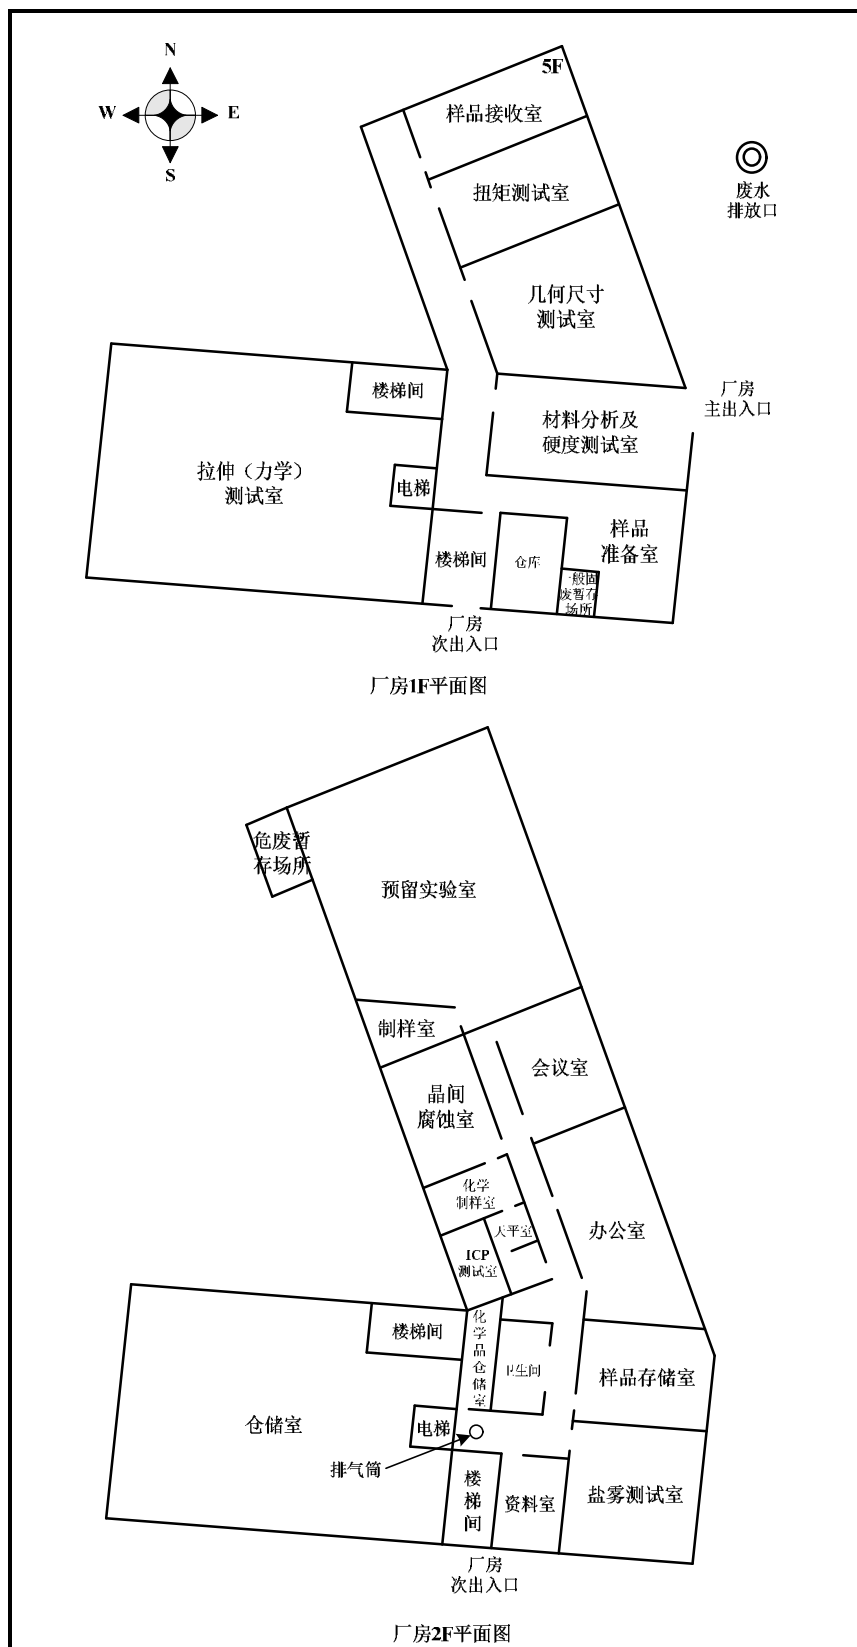 N
W
E
S
5F
样品接收室
废水
排放口
扭矩测试室
几何尺寸
测试室
楼梯间
厂房
主出入口
材料分析及
硬度测试室
拉伸（力学）
测试室
电梯
样品
准备室
楼梯间
仓库
一般固
废暂存
场所
厂房
次出入口
厂房1F平面图
危废暂
存场所
预留实验室
制样室
会议室
晶间
腐蚀室
化学
制样室
天平室
办公室
ICP
测试室
楼梯间
化
学
品
仓
储
室
卫生间
样品存储室
仓储室
电梯
排气筒
楼
梯
间
资料室
盐雾测试室
厂房
次出入口
厂房2F平面图